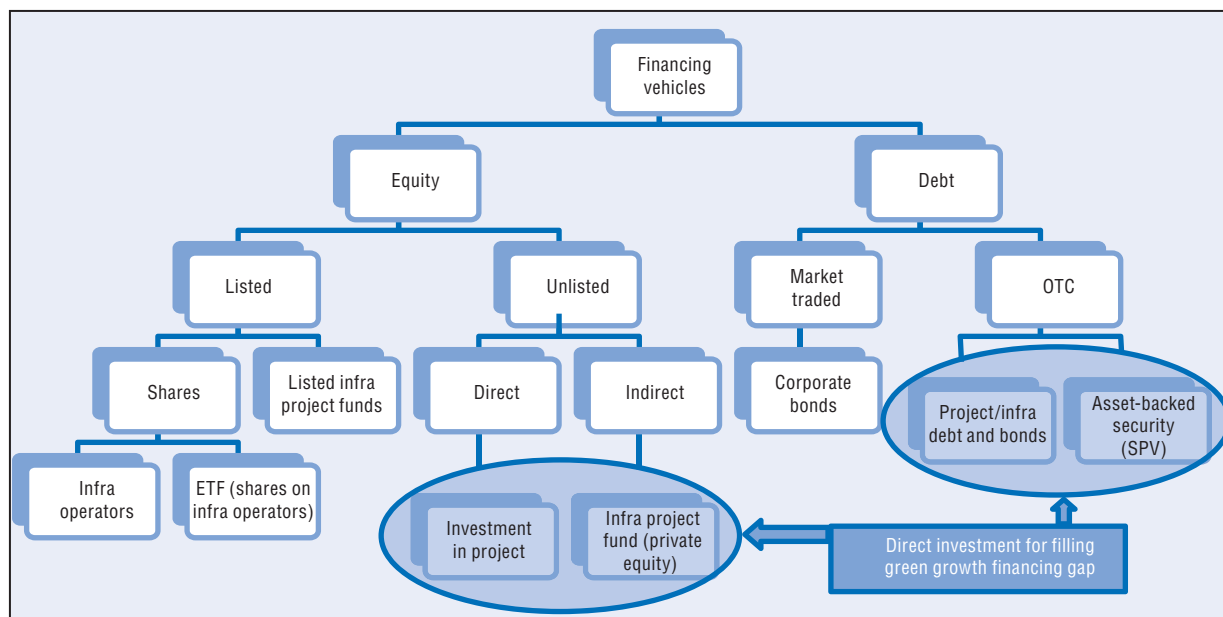 Financing
vehicles
Equity
Debt
Listed
Unlisted
Market
traded
OTC
Shares
Listed infra
project funds
Direct
Indirect
Corporate
bonds
Project/infra
debt and bonds
Asset-backed
security
(SPV)
Infra
operators
ETF (shares on
infra operators)
Investment
in project
Infra project
fund (private
equity)
Direct investment for filling
green growth financing gap